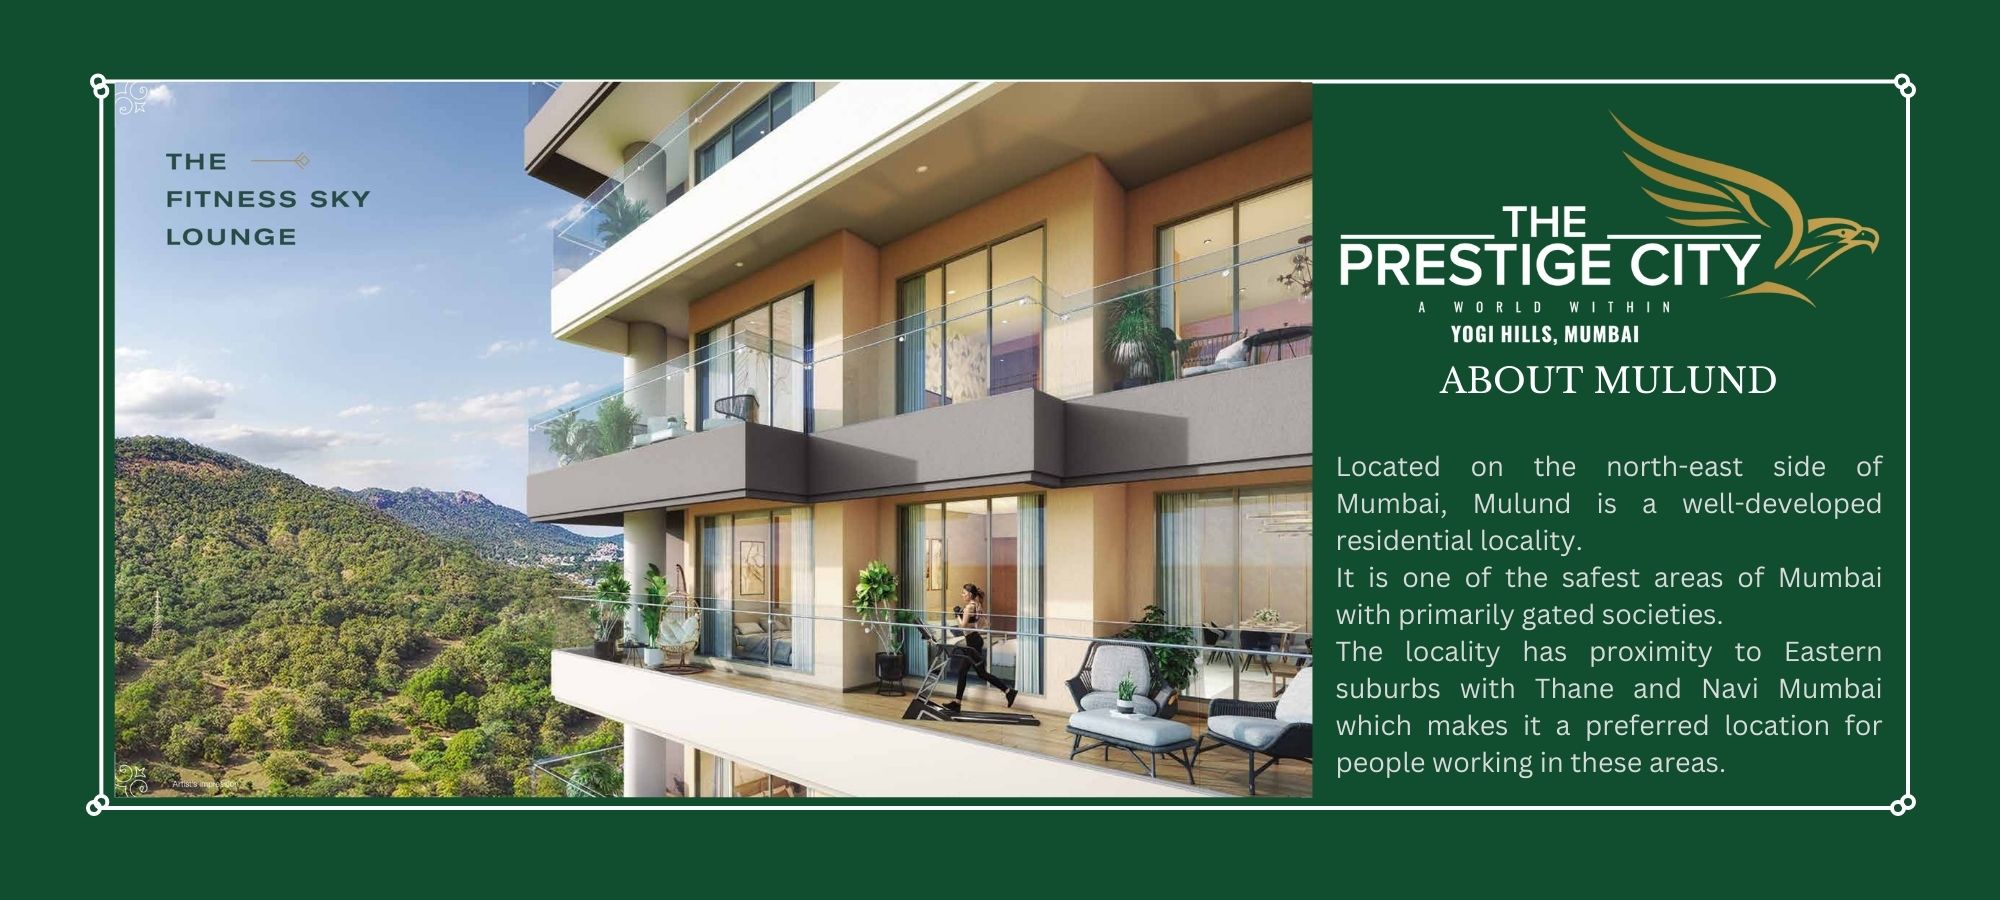 THE
FITNESS SKY
LOUNGE
Artist's impression
THE
PRESTIGE CITY
A WORLD WITHIN
YOGI HILLS, MUMBAI
ABOUT MULUND
Located on the north-east side of
Mumbai, Mulund is a well-developed
residential locality.
It is one of the safest areas of Mumbai
with primarily gated societies.
The locality has proximity to Eastern
suburbs with Thane and Navi Mumbai
which makes it a preferred location for
people working in these areas.